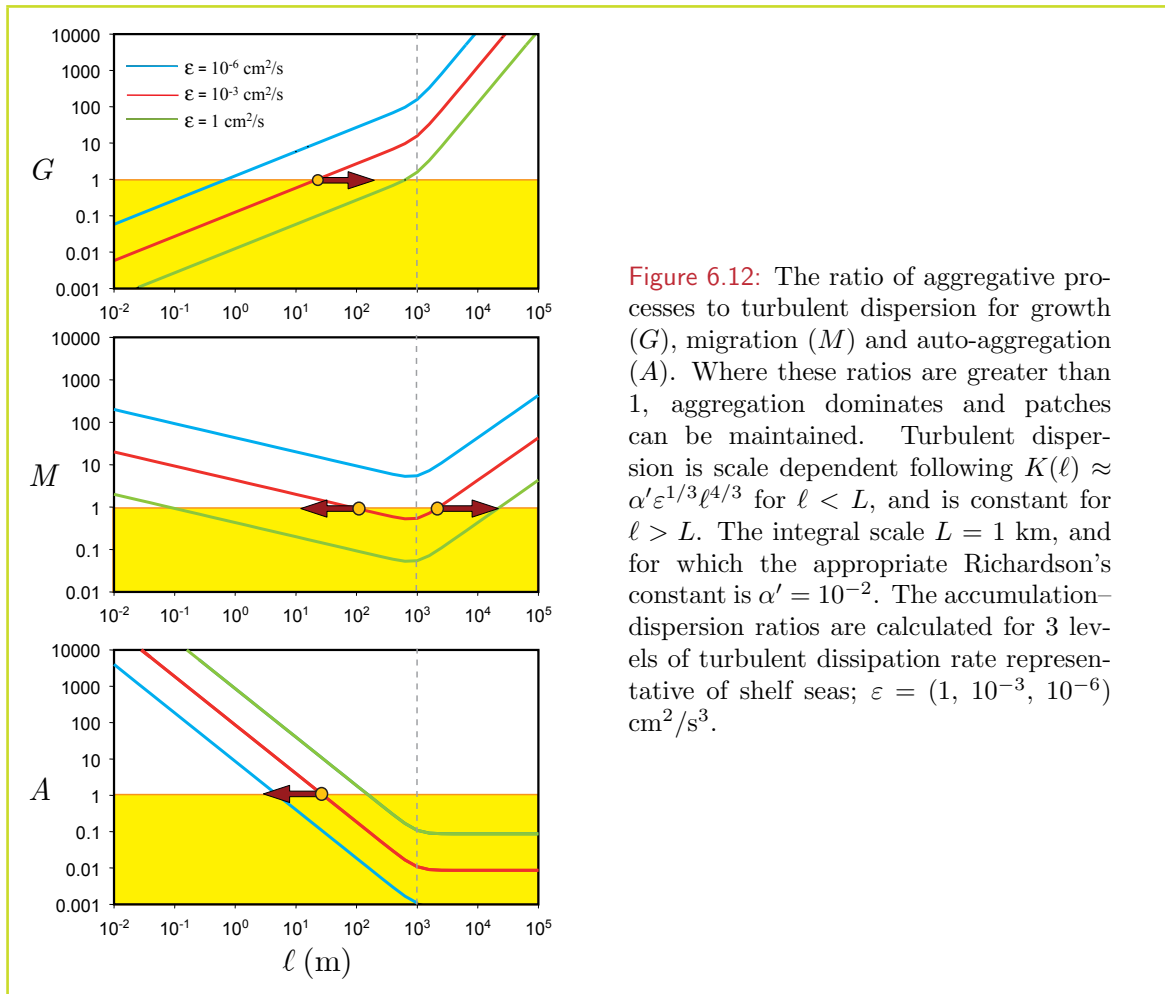 10000
1000
100
10
1
0.1
0.01
0.001
G
ε = 10⁻⁶ cm²/s
ε = 10⁻³ cm²/s
ε = 1 cm²/s
10⁻² 10⁻¹ 10⁰ 10¹ 10² 10³ 10⁴ 10⁵
10000
1000
100
10
1
0.1
0.01
M
10⁻² 10⁻¹ 10⁰ 10¹ 10² 10³ 10⁴ 10⁵
10000
1000
100
10
1
0.1
0.01
0.001
A
10⁻² 10⁻¹ 10⁰ 10¹ 10² 10³ 10⁴ 10⁵
ℓ (m)
Figure 6.12: The ratio of aggregative pro-
cesses to turbulent dispersion for growth
(G), migration (M) and auto-aggregation
(A). Where these ratios are greater than
1, aggregation dominates and patches
can be maintained. Turbulent disper-
sion is scale dependent following K(ℓ) ≈
α′ε^{1/3}ℓ^{4/3} for ℓ < L, and is constant for
ℓ > L. The integral scale L = 1 km, and
for which the appropriate Richardson's
constant is α′ = 10⁻². The accumulation–
dispersion ratios are calculated for 3 lev-
els of turbulent dissipation rate represen-
tative of shelf seas; ε = (1, 10⁻³, 10⁻⁶)
cm²/s³.